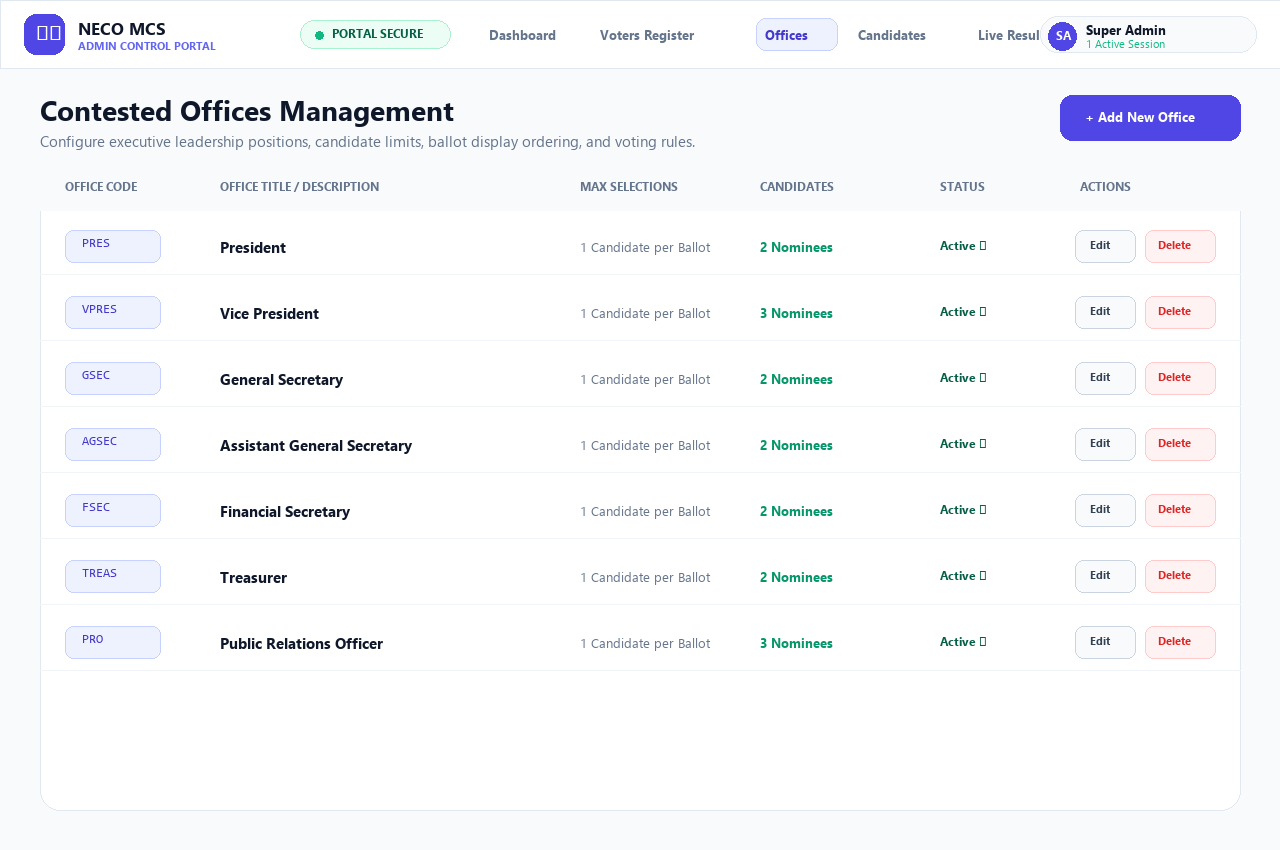 NECO MCS
ADMIN CONTROL PORTAL
PORTAL SECURE
Dashboard
Voters Register
Offices
Candidates
Live Resul
SA
Super Admin
1 Active Session
Contested Offices Management
Configure executive leadership positions, candidate limits, ballot display ordering, and voting rules.
+ Add New Office
OFFICE CODE OFFICE TITLE / DESCRIPTION MAX SELECTIONS CANDIDATES STATUS ACTIONS
PRES President 1 Candidate per Ballot 2 Nominees Active Edit Delete
VPRES Vice President 1 Candidate per Ballot 3 Nominees Active Edit Delete
GSEC General Secretary 1 Candidate per Ballot 2 Nominees Active Edit Delete
AGSEC Assistant General Secretary 1 Candidate per Ballot 2 Nominees Active Edit Delete
FSEC Financial Secretary 1 Candidate per Ballot 2 Nominees Active Edit Delete
TREAS Treasurer 1 Candidate per Ballot 2 Nominees Active Edit Delete
PRO Public Relations Officer 1 Candidate per Ballot 3 Nominees Active Edit Delete